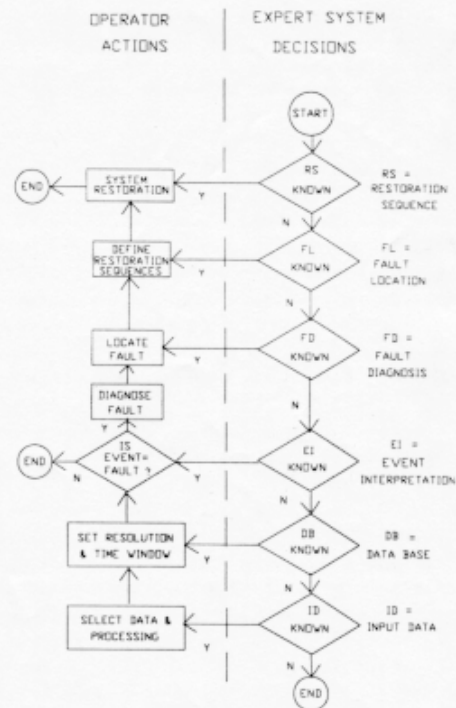 OPERATOR
ACTIONS
EXPERT SYSTEM
DECISIONS
START
END
SYSTEM
RESTORATION
Y
RS
KNOWN
RS =
RESTORATION
SEQUENCE
N
DEFINE
RESTORATION
SEQUENCES
Y
FL
KNOWN
FL =
FAULT
LOCATION
N
LOCATE
FAULT
Y
FD
KNOWN
FD =
FAULT
DIAGNOSIS
N
DIAGNOSE
FAULT
Y
END
N
IS
EVENT=
FAULT ?
Y
EI
KNOWN
EI =
EVENT
INTERPRETATION
N
SET RESOLUTION
& TIME WINDOW
Y
DB
KNOWN
DB =
DATA BASE
N
SELECT DATA &
PROCESSING
Y
ID
KNOWN
ID =
INPUT DATA
N
END